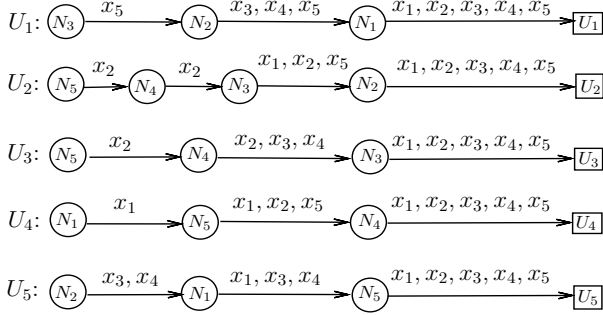 U₁: N₃ x₅ N₂ x₃, x₄, x₅ N₁ x₁, x₂, x₃, x₄, x₅ U₁
U₂: N₅ x₂ N₄ x₂ N₃ x₁, x₂, x₅ N₂ x₁, x₂, x₃, x₄, x₅ U₂
U₃: N₅ x₂ N₄ x₂, x₃, x₄ N₃ x₁, x₂, x₃, x₄, x₅ U₃
U₄: N₁ x₁ N₅ x₁, x₂, x₅ N₄ x₁, x₂, x₃, x₄, x₅ U₄
U₅: N₂ x₃, x₄ N₁ x₁, x₃, x₄ N₅ x₁, x₂, x₃, x₄, x₅ U₅